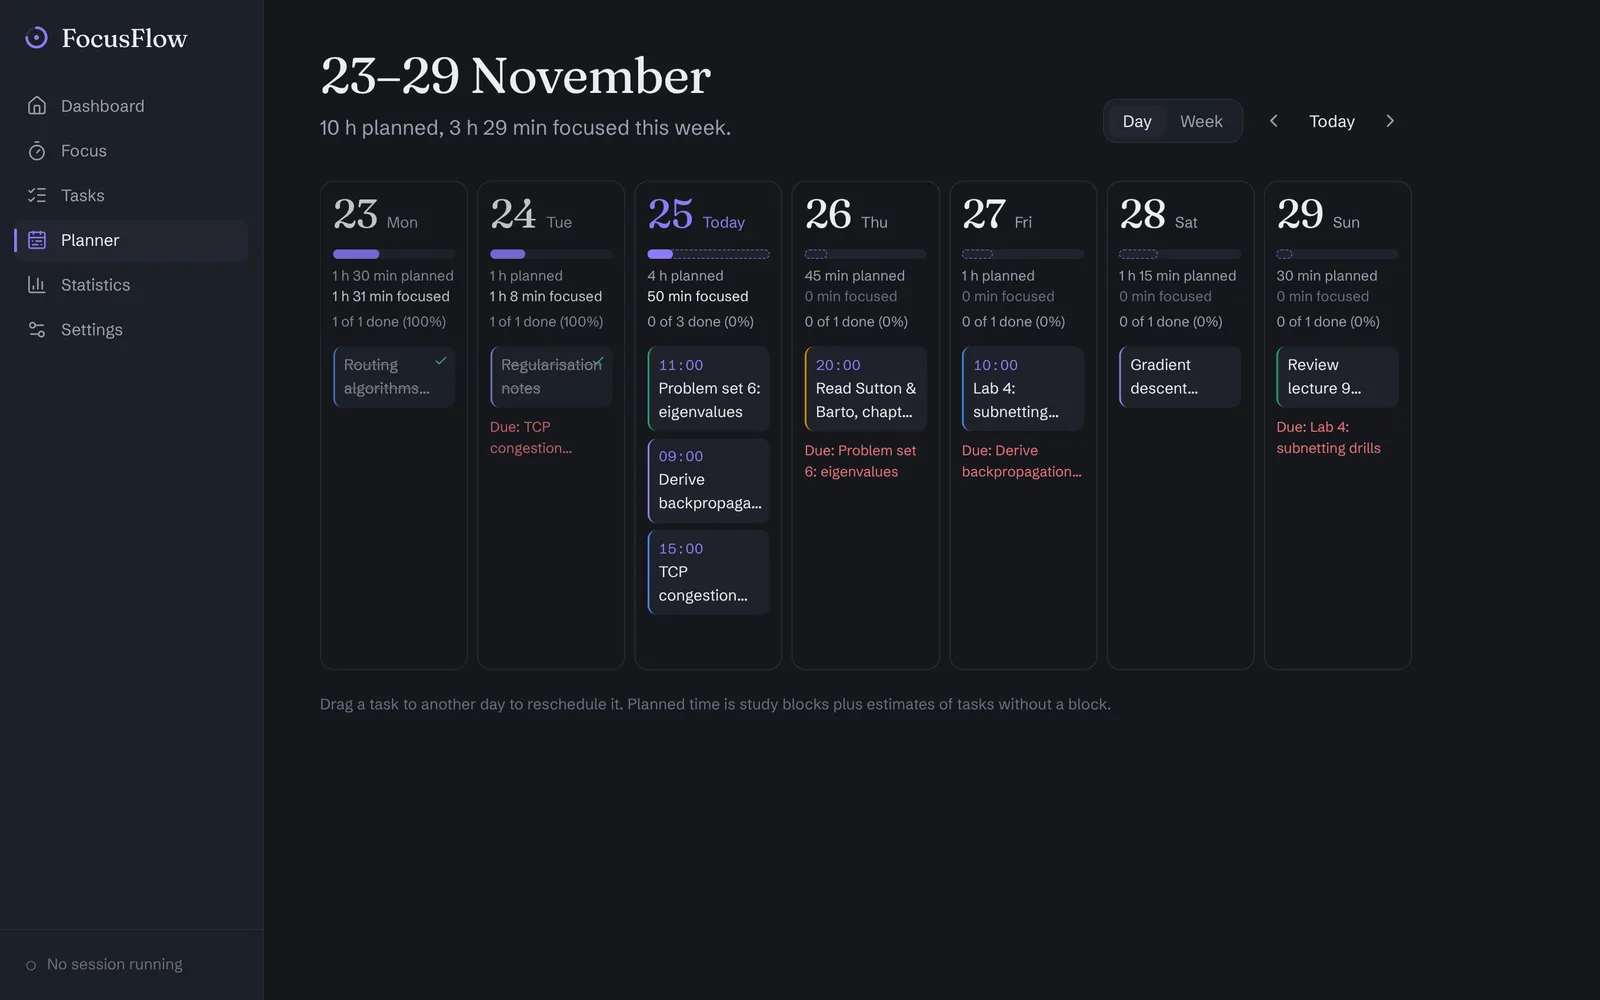 FocusFlow
Dashboard
Focus
Tasks
Planner
Statistics
Settings
No session running
23–29 November
10 h planned, 3 h 29 min focused this week.
Day Week
Today
23 Mon
1 h 30 min planned
1 h 31 min focused
1 of 1 done (100%)
Routing
algorithms...
24 Tue
1 h planned
1 h 8 min focused
1 of 1 done (100%)
Regularisation
notes
Due: TCP
congestion...
25 Today
4 h planned
50 min focused
0 of 3 done (0%)
11:00
Problem set 6:
eigenvalues
09:00
Derive
backpropaga...
15:00
TCP
congestion...
26 Thu
45 min planned
0 min focused
0 of 1 done (0%)
20:00
Read Sutton &
Barto, chapt...
Due: Problem set
6: eigenvalues
27 Fri
1 h planned
0 min focused
0 of 1 done (0%)
10:00
Lab 4:
subnetting...
Due: Derive
backpropagation...
28 Sat
1 h 15 min planned
0 min focused
0 of 1 done (0%)
Gradient
descent...
29 Sun
30 min planned
0 min focused
0 of 1 done (0%)
Review
lecture 9...
Due: Lab 4:
subnetting drills
Drag a task to another day to reschedule it. Planned time is study blocks plus estimates of tasks without a block.